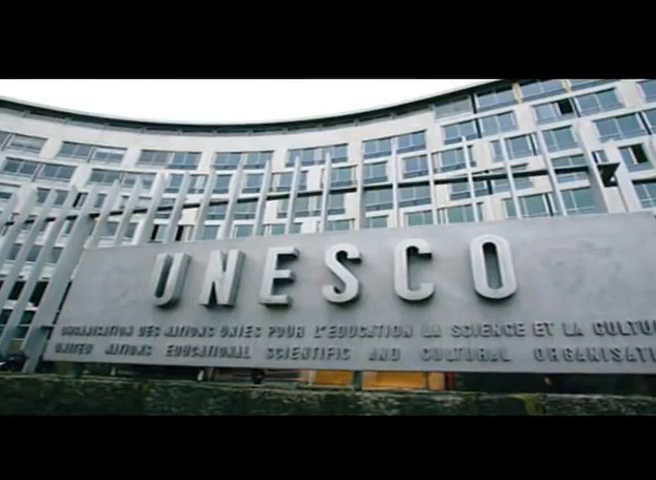 UNESCO
ORGANISATION DES NATIONS UNIES POUR L'EDUCATION LA SCIENCE ET LA
UNITED NATIONS EDUCATIONAL SCIENTIFIC AND CULTURAL